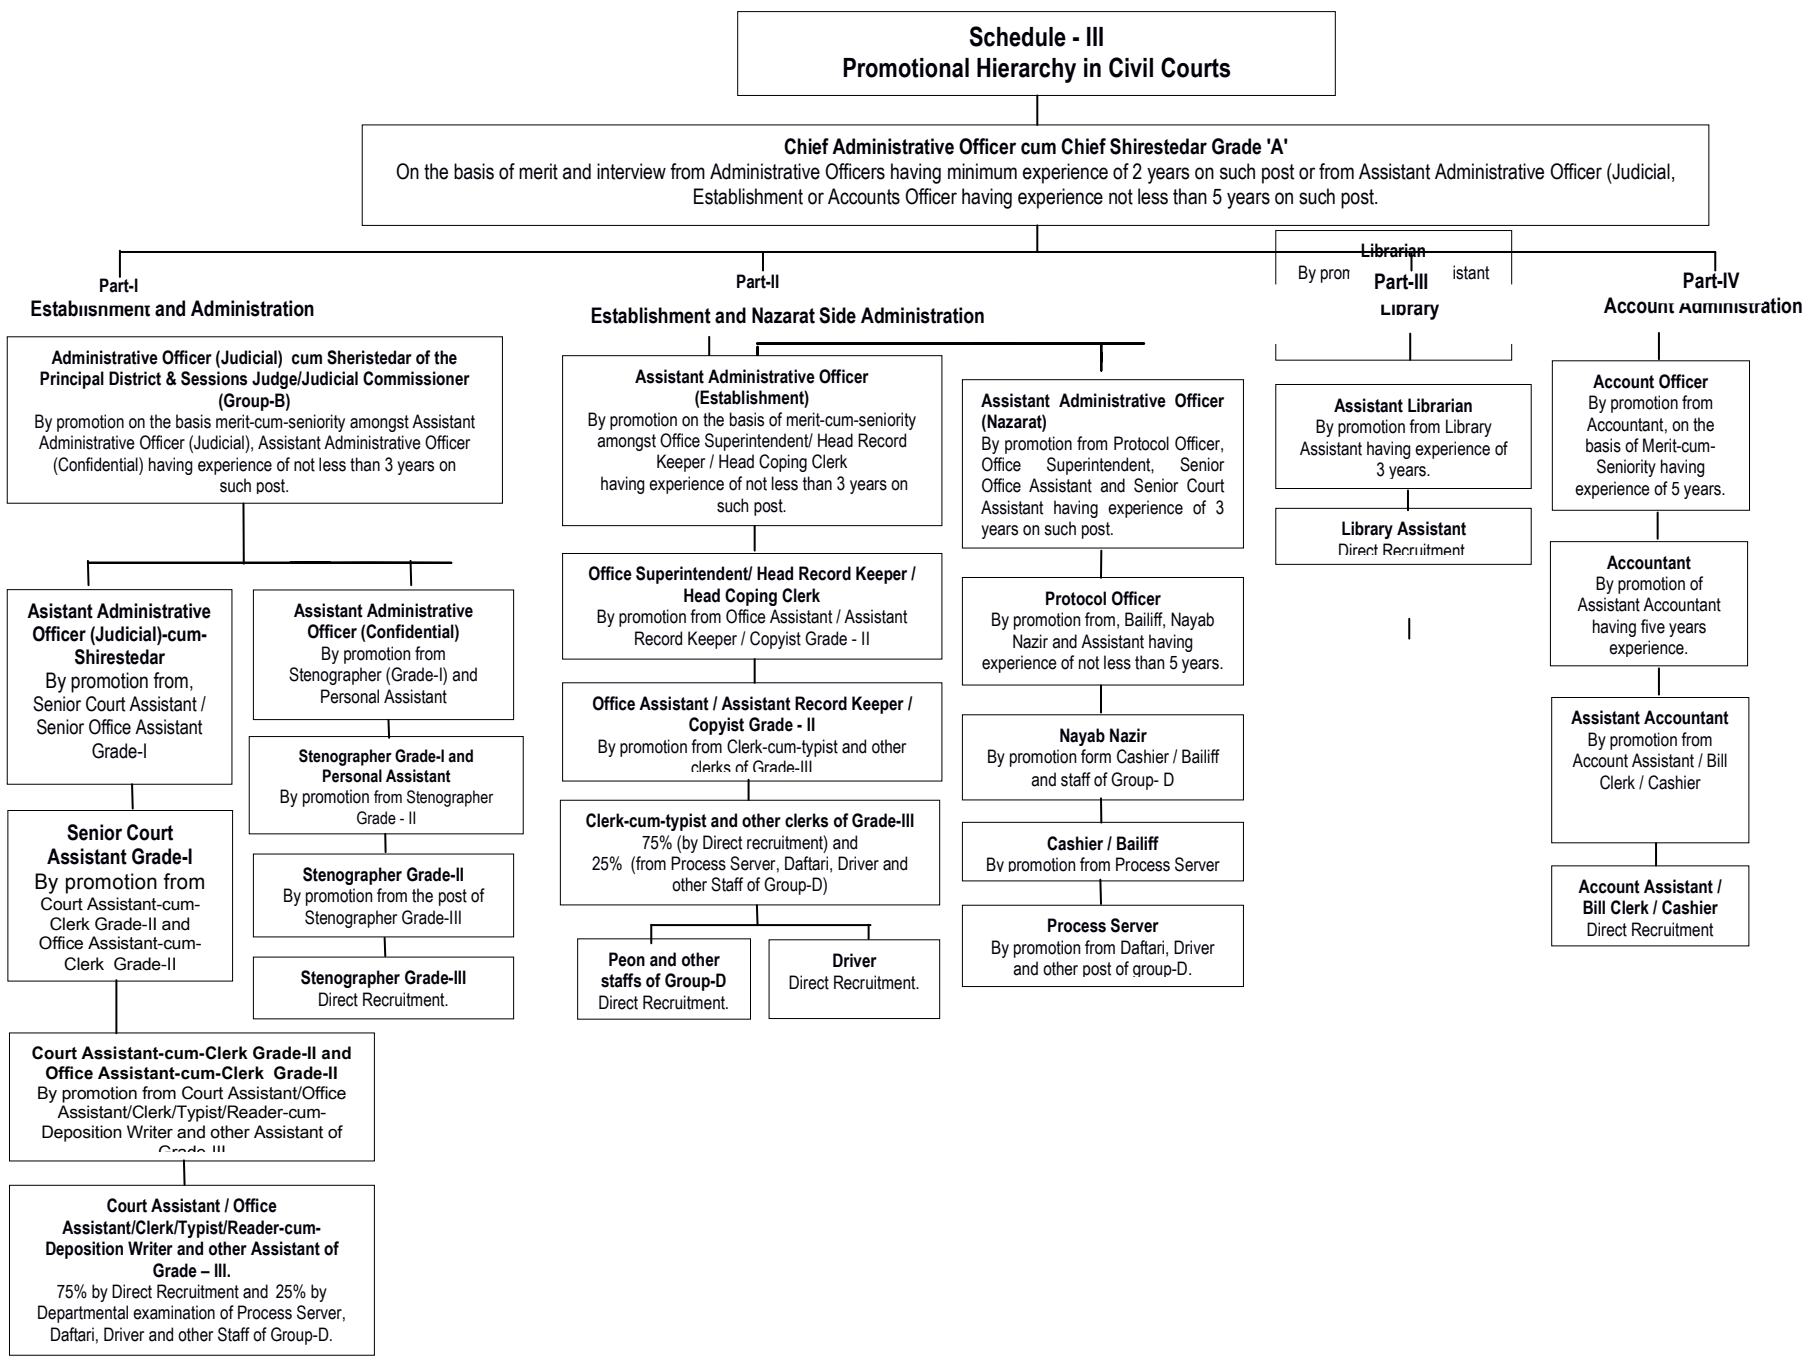 Schedule - III
Promotional Hierarchy in Civil Courts
Chief Administrative Officer cum Chief Shirestedar Grade 'A'
On the basis of merit and interview from Administrative Officers having minimum experience of 2 years on such post or from Assistant Administrative Officer (Judicial,
Establishment or Accounts Officer having experience not less than 5 years on such post.
Part-I
Establishment and Administration
Administrative Officer (Judicial) cum Sheristedar of the
Principal District & Sessions Judge/Judicial Commissioner
(Group-B)
By promotion on the basis merit-cum-seniority amongst Assistant
Administrative Officer (Judicial), Assistant Administrative Officer
(Confidential) having experience of not less than 3 years on
such post.
Asistant Administrative
Officer (Judicial)-cum-
Shirestedar
By promotion from,
Senior Court Assistant /
Senior Office Assistant
Grade-I
Senior Court
Assistant Grade-I
By promotion from
Court Assistant-cum-
Clerk Grade-II and
Office Assistant-cum-
Clerk Grade-II
Court Assistant-cum-Clerk Grade-II and
Office Assistant-cum-Clerk Grade-II
By promotion from Court Assistant/Office
Assistant/Clerk/Typist/Reader-cum-
Deposition Writer and other Assistant of
Grade-III
Court Assistant / Office
Assistant/Clerk/Typist/Reader-cum-
Deposition Writer and other Assistant of
Grade – III.
75% by Direct Recruitment and 25% by
Departmental examination of Process Server,
Daftari, Driver and other Staff of Group-D.
Assistant Administrative
Officer (Confidential)
By promotion from
Stenographer (Grade-I) and
Personal Assistant
Stenographer Grade-I and
Personal Assistant
By promotion from Stenographer
Grade - II
Stenographer Grade-II
By promotion from the post of
Stenographer Grade-III
Stenographer Grade-III
Direct Recruitment.
Part-II
Establishment and Nazarat Side Administration
Assistant Administrative Officer
(Establishment)
By promotion on the basis of merit-cum-seniority
amongst Office Superintendent/ Head Record
Keeper / Head Coping Clerk
having experience of not less than 3 years on
such post.
Office Superintendent/ Head Record Keeper /
Head Coping Clerk
By promotion from Office Assistant / Assistant
Record Keeper / Copyist Grade - II
Office Assistant / Assistant Record Keeper /
Copyist Grade - II
By promotion from Clerk-cum-typist and other
clerks of Grade-III
Clerk-cum-typist and other clerks of Grade-III
75% (by Direct recruitment) and
25% (from Process Server, Daftari, Driver and
other Staff of Group-D)
Peon and other
staffs of Group-D
Direct Recruitment.
Driver
Direct Recruitment.
Assistant Administrative Officer
(Nazarat)
By promotion from Protocol Officer,
Office Superintendent, Senior
Office Assistant and Senior Court
Assistant having experience of 3
years on such post.
Protocol Officer
By promotion from, Bailiff, Nayab
Nazir and Assistant having
experience of not less than 5 years.
Nayab Nazir
By promotion form Cashier / Bailiff
and staff of Group- D
Cashier / Bailiff
By promotion from Process Server
Process Server
By promotion from Daftari, Driver
and other post of group-D.
Librarian
By
Part-III
Library
Assistant Librarian
By promotion from Library
Assistant having experience of
3 years.
Library Assistant
Direct Recruitment
Part-IV
Account Administration
Account Officer
By promotion from
Accountant, on the
basis of Merit-cum-
Seniority having
experience of 5 years.
Accountant
By promotion of
Assistant Accountant
having five years
experience.
Assistant Accountant
By promotion from
Account Assistant / Bill
Clerk / Cashier
Account Assistant /
Bill Clerk / Cashier
Direct Recruitment